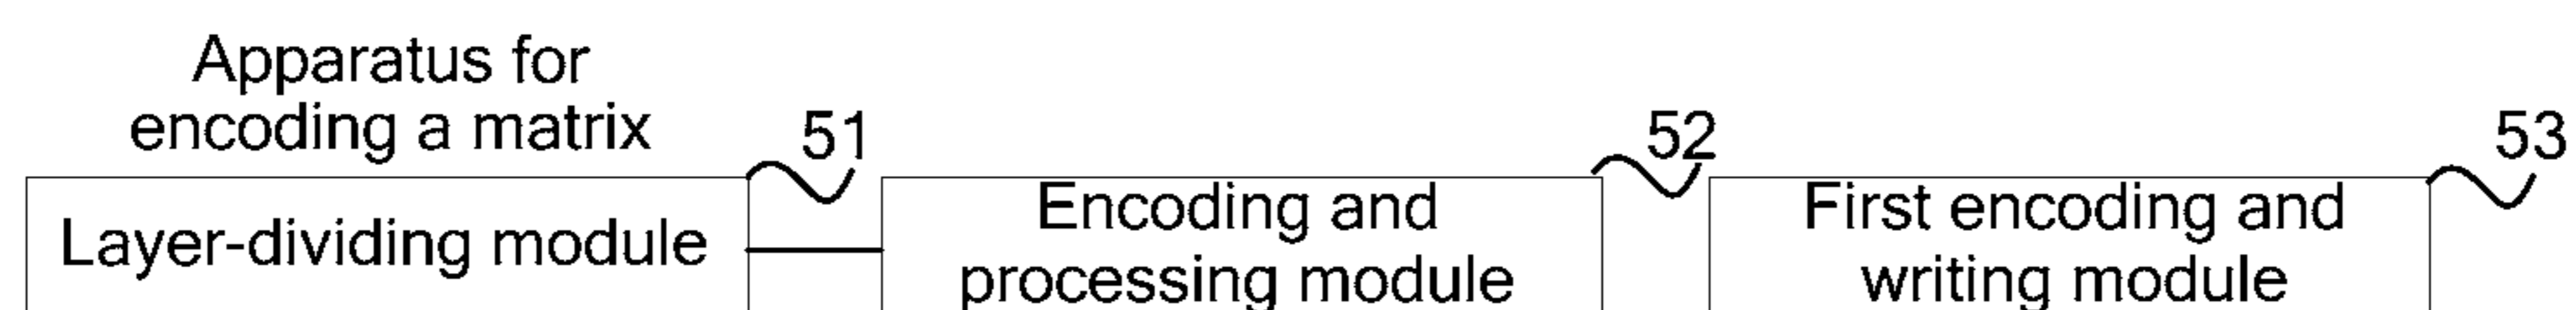 Apparatus for
encoding a matrix
51
52
53
Layer-dividing module
Encoding and
processing module
First encoding and
writing module